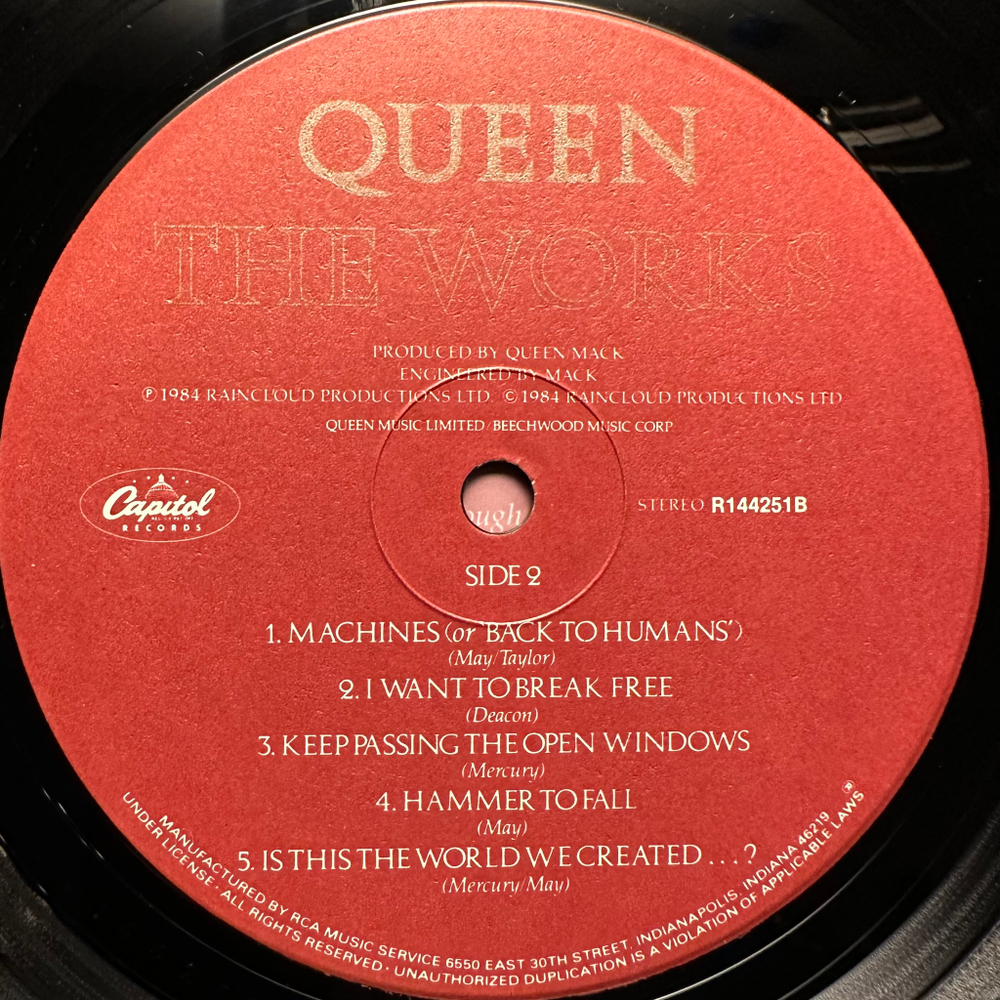 QUEEN
THE WORKS
PRODUCED BY QUEEN/MACK
ENGINEERED BY MACK
℗1984 RAINCLOUD PRODUCTIONS LTD. ©1984 RAINCLOUD PRODUCTIONS LTD
QUEEN MUSIC LIMITED/BEECHWOOD MUSIC CORP.
Capitol
RECORDS
STEREO R144251B
ough
SIDE 2
1. MACHINES (or 'BACK TO HUMANS')
(May/Taylor)
2. I WANT TO BREAK FREE
(Deacon)
3. KEEP PASSING THE OPEN WINDOWS
(Mercury)
4. HAMMER TO FALL
(May)
5. IS THIS THE WORLD WE CREATED...?
(Mercury/May)
MANUFACTURED BY RCA MUSIC SERVICE 6550 EAST 30TH STREET, INDIANAPOLIS, INDIANA 46219
UNDER LICENSE · ALL RIGHTS RESERVED · UNAUTHORIZED DUPLICATION IS A VIOLATION OF APPLICABLE LAWS